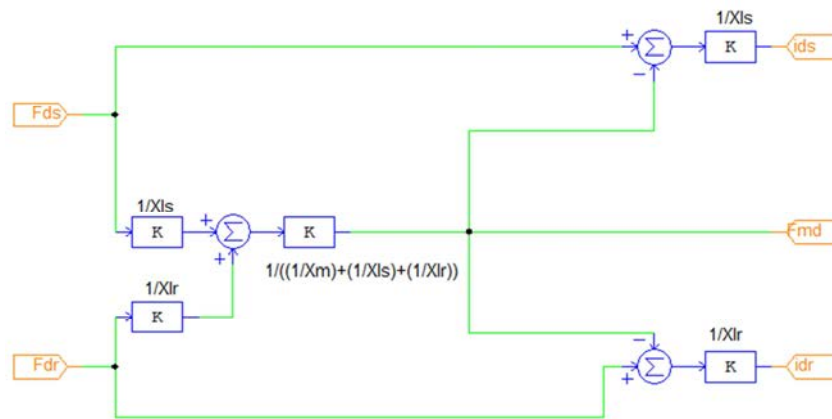 1/Xls
+
Σ
K
ids
−
Fds
1/Xls
K
+
Σ
K
Fmd
+
1/((1/Xm)+(1/Xls)+(1/Xlr))
1/Xlr
K
−
1/Xlr
Fdr
+
Σ
K
idr